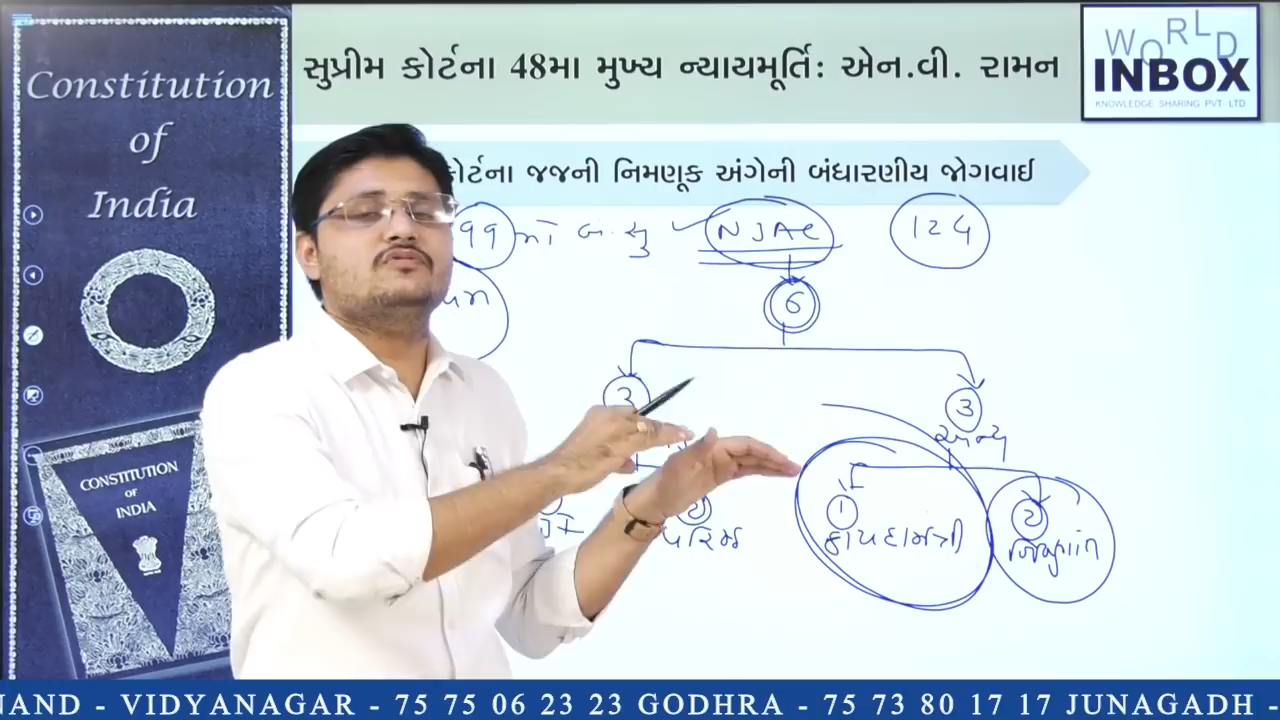 Constitution
of
India
સુપ્રીમ કોર્ટના 48મા મુખ્ય ન્યાયમૂર્તિ: એન.વી. રામન
WORLD
INBOX
KNOWLEDGE SHARING PVT LTD
કોર્ટના જજની નિમણૂક અંગેની બંધારણીય જોગવાઈ
99 મો બ.સુ NJAC 124
6
3 3
અન્ય
1 2
કાયદામંત્રી
CONSTITUTION
OF
INDIA
NAND - VIDYANAGAR - 75 75 06 23 23 GODHRA - 75 73 80 17 17 JUNAGADH -